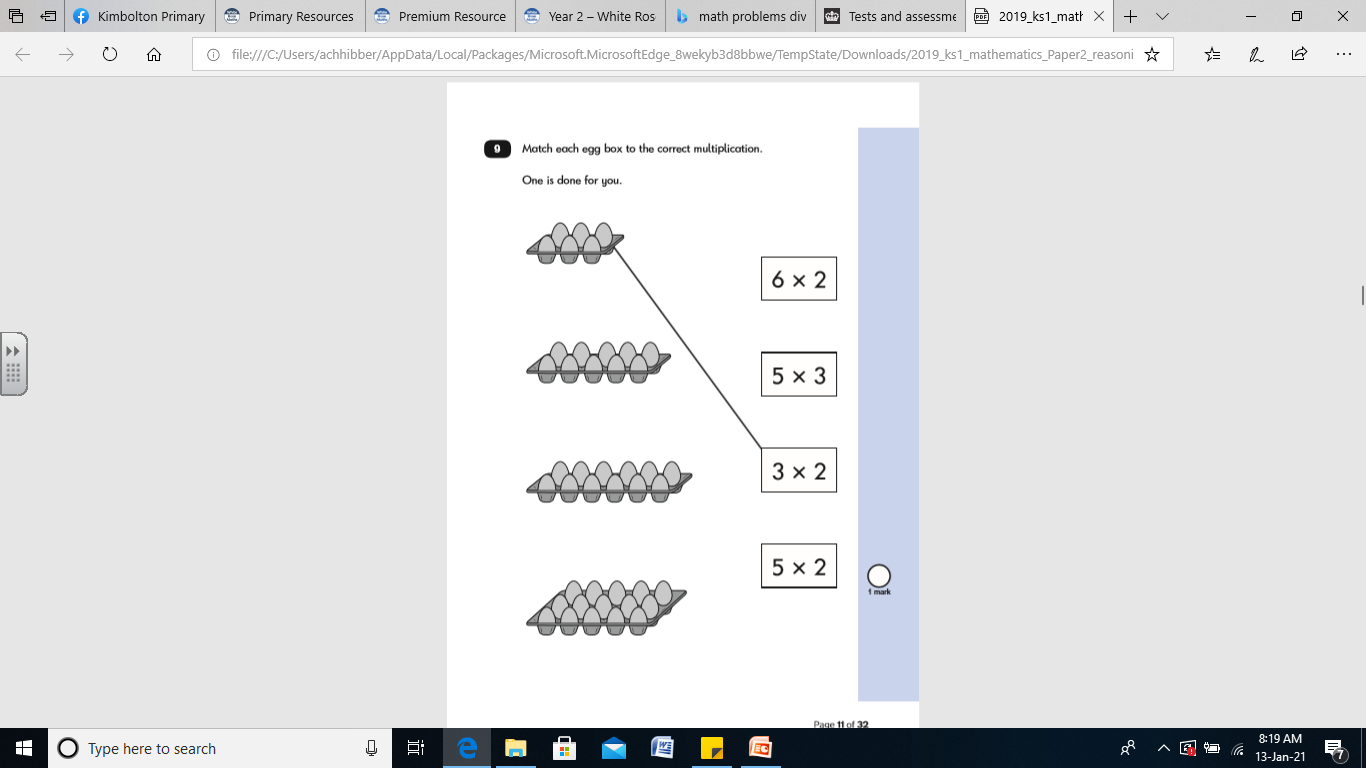 Kimbolton Primary
Primary Resources
Premium Resource
Year 2 – White Ros
math problems div
Tests and assessme
2019_ks1_math
file:///C:/Users/achhibber/AppData/Local/Packages/Microsoft.MicrosoftEdge_8wekyb3d8bbwe/TempState/Downloads/2019_ks1_mathematics_Paper2_reasoni
9 Match each egg box to the correct multiplication.
One is done for you.
6 × 2
5 × 3
3 × 2
5 × 2
1 mark
Page 11 of 32
Type here to search
8:19 AM
13-Jan-21
7